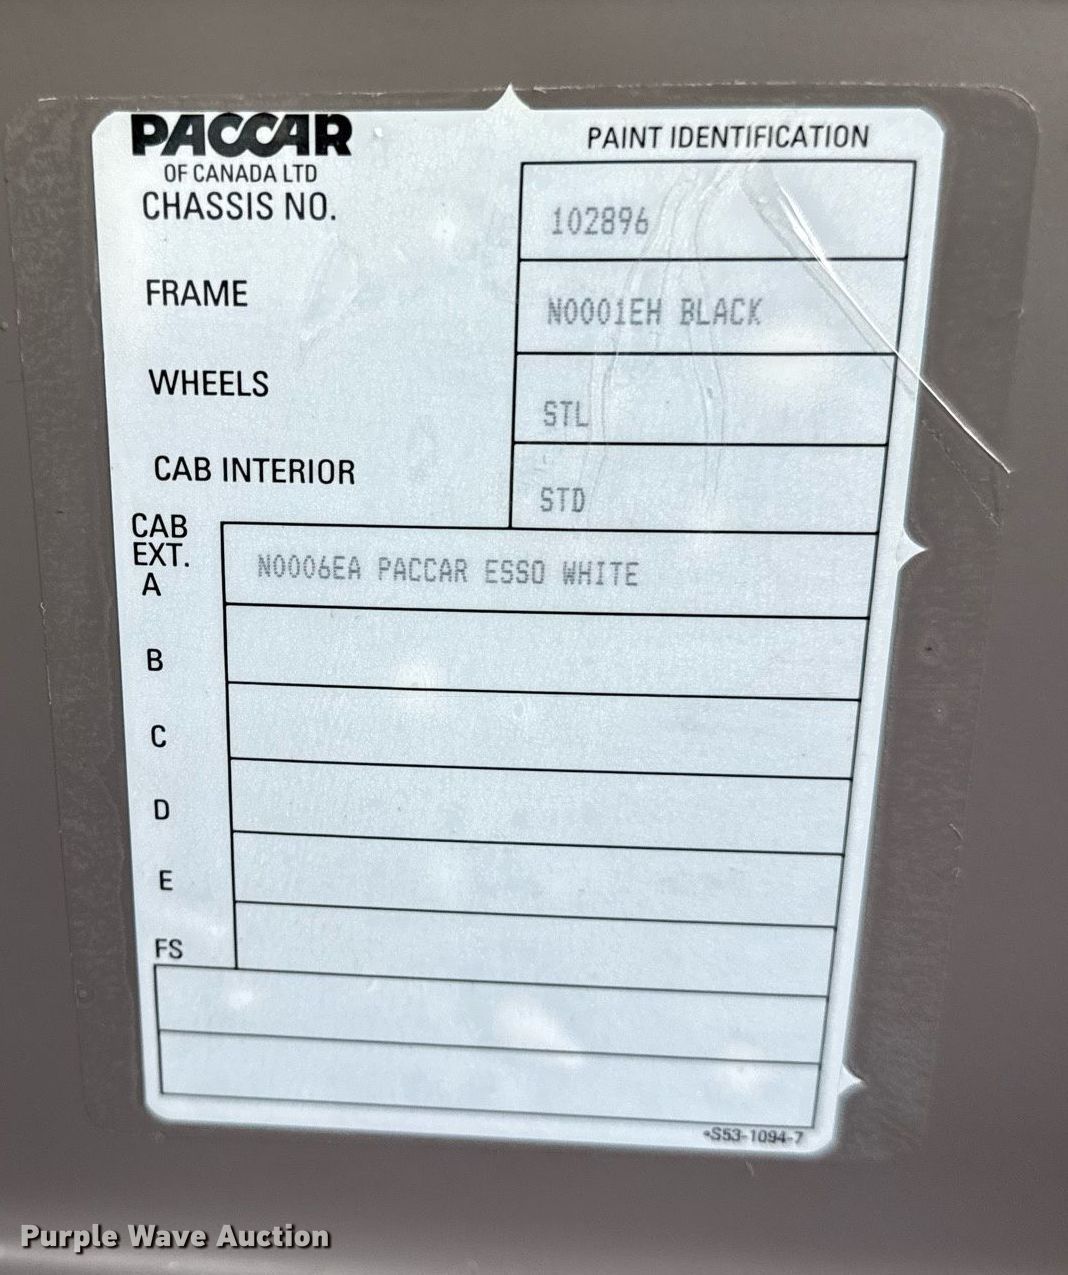 PACCAR
OF CANADA LTD
PAINT IDENTIFICATION
CHASSIS NO. 102896
FRAME N0001EH BLACK
WHEELS STL
CAB INTERIOR STD
CAB
EXT.
A N0006EA PACCAR ESSO WHITE
B
C
D
E
FS
•S53-1094-7
Purple Wave Auction